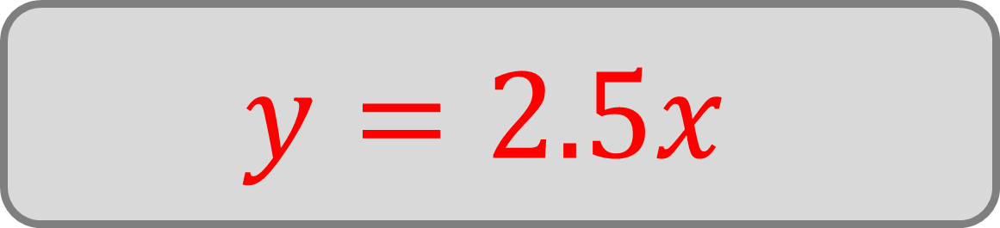 y = 2.5x